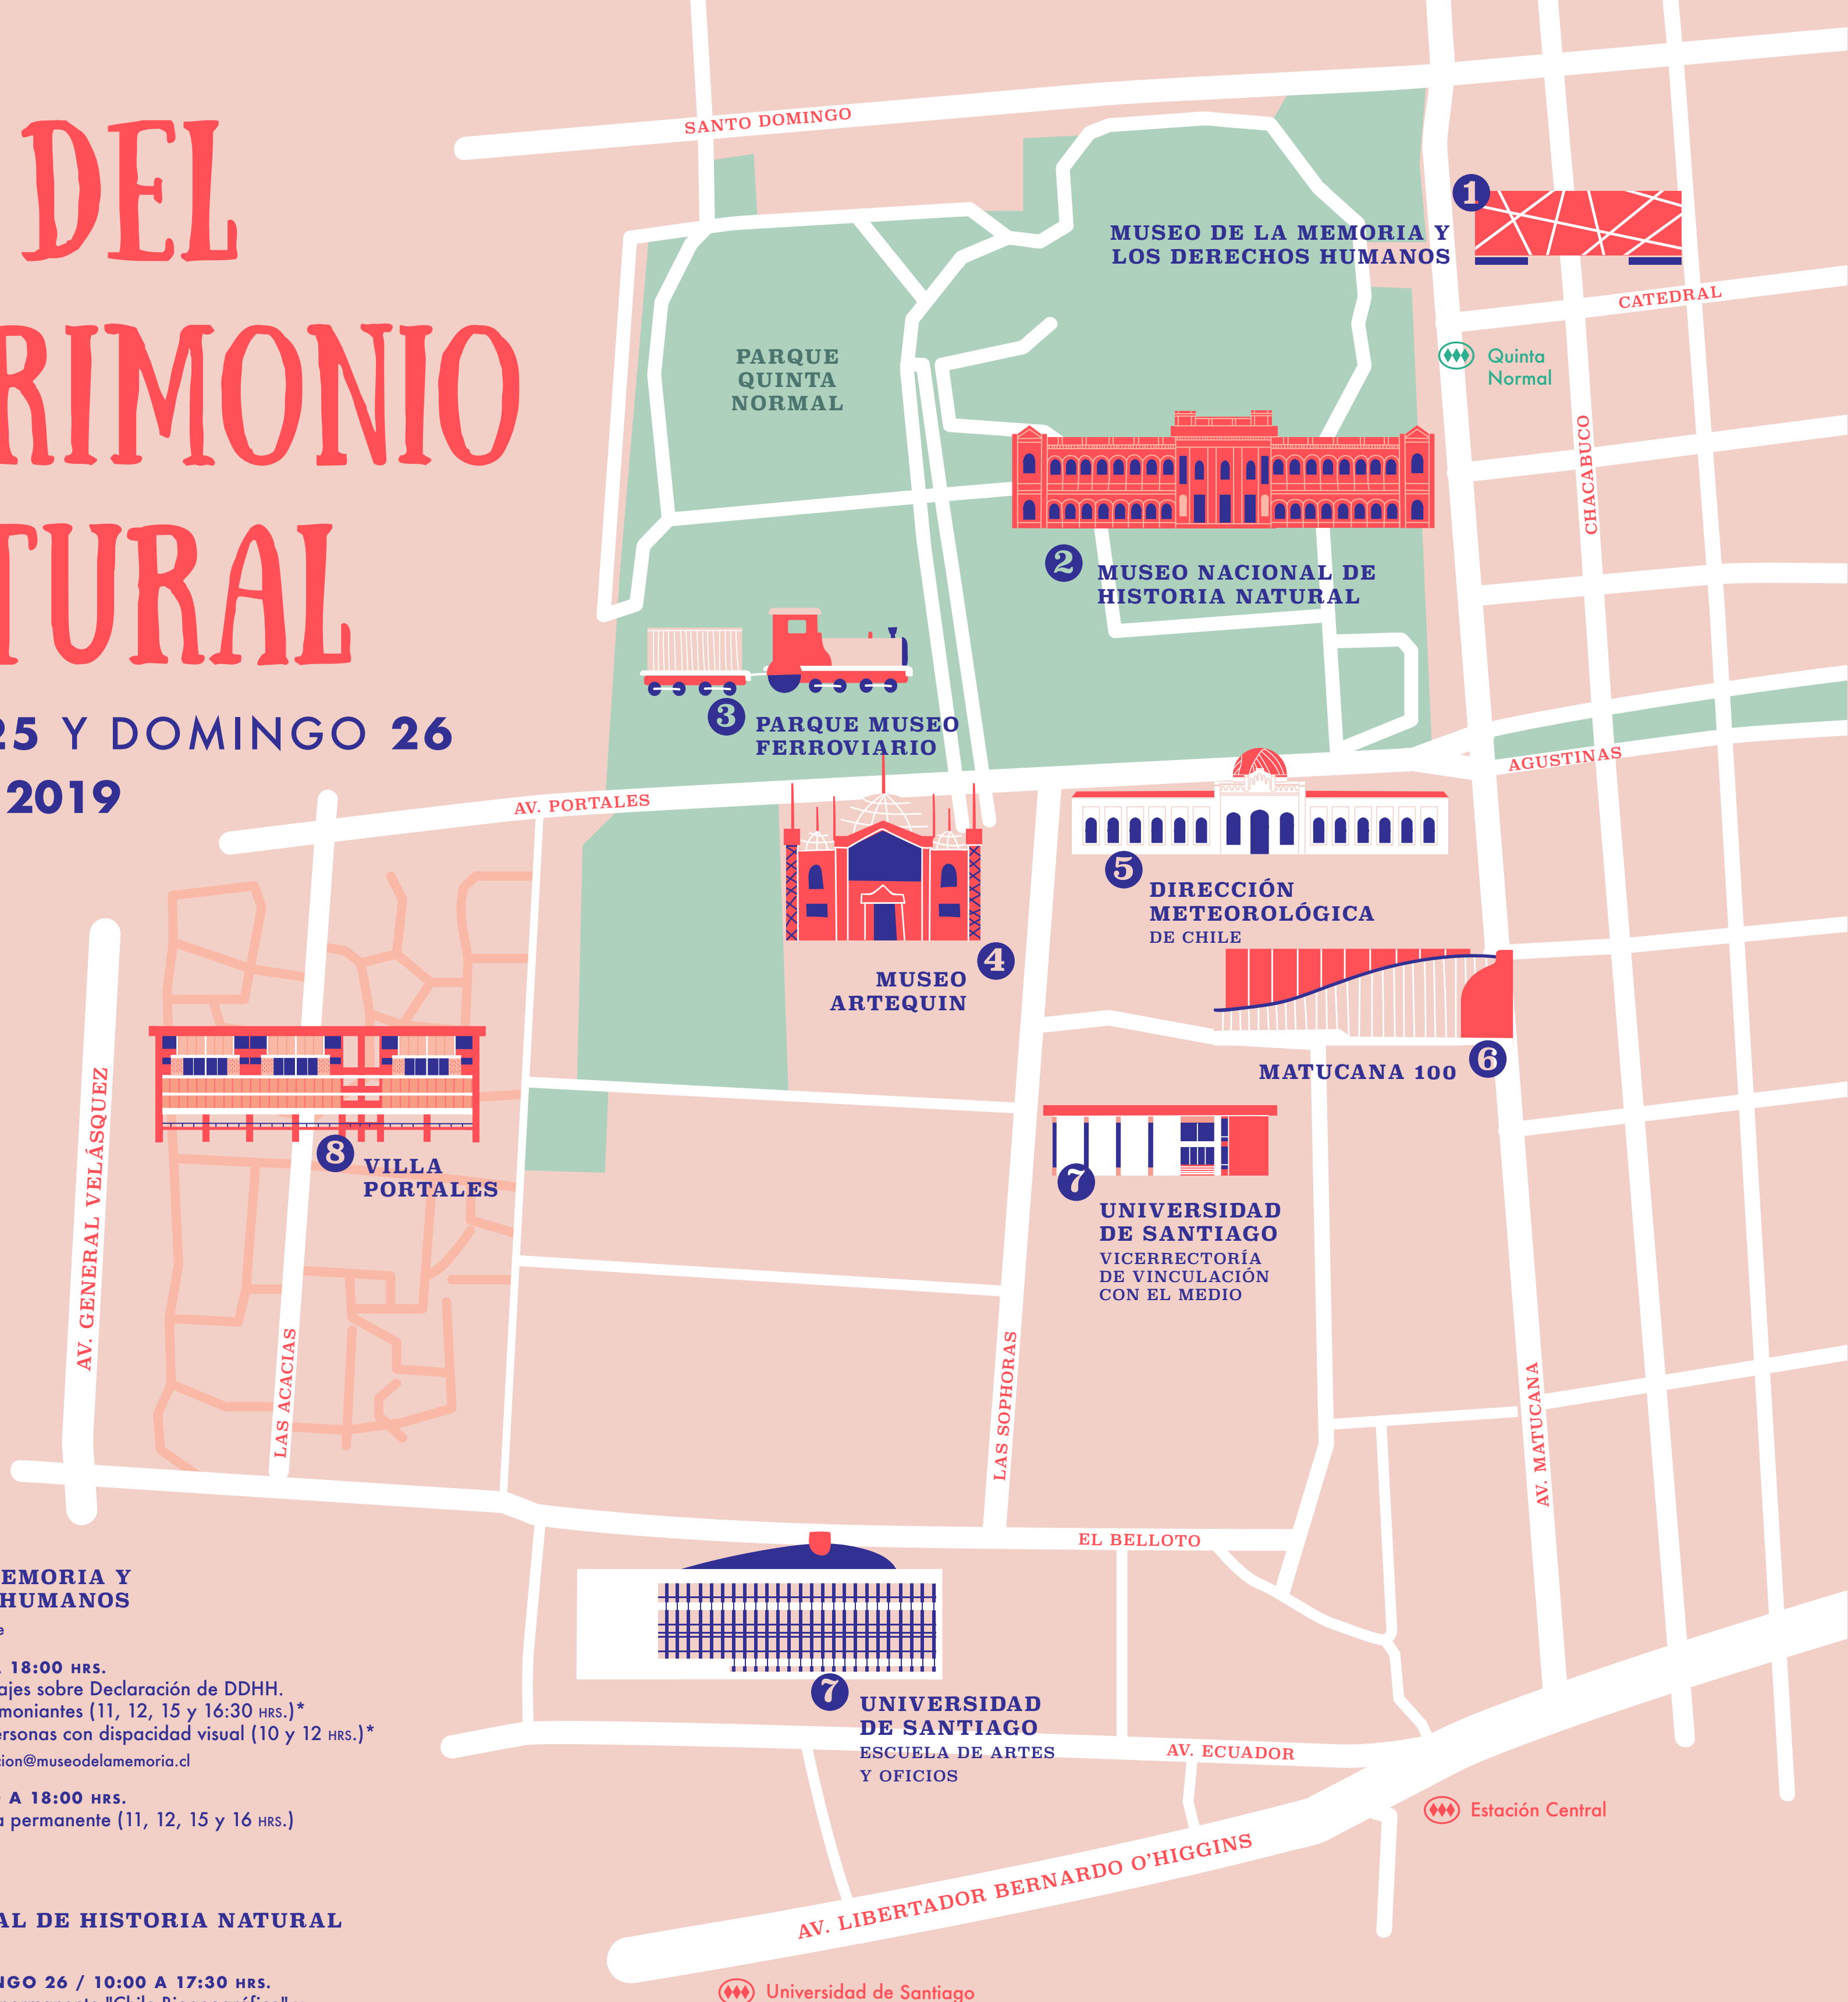 DEL
RIMONIO
TURAL
25 Y DOMINGO 26
2019
SANTO DOMINGO
1
MUSEO DE LA MEMORIA Y
LOS DERECHOS HUMANOS
CATEDRAL
Quinta
Normal
PARQUE
QUINTA
NORMAL
CHACABUCO
2
MUSEO NACIONAL DE
HISTORIA NATURAL
3
PARQUE MUSEO
FERROVIARIO
AGUSTINAS
AV. PORTALES
5
DIRECCIÓN
METEOROLÓGICA
DE CHILE
4
MUSEO
ARTEQUIN
MATUCANA 100
6
AV. GENERAL VELÁSQUEZ
8
VILLA
PORTALES
7
UNIVERSIDAD
DE SANTIAGO
VICERRECTORÍA
DE VINCULACIÓN
CON EL MEDIO
LAS ACACIAS
LAS SOPHORAS
AV. MATUCANA
EL BELLOTO
7
UNIVERSIDAD
DE SANTIAGO
ESCUELA DE ARTES
Y OFICIOS
AV. ECUADOR
Estación Central
AV. LIBERTADOR BERNARDO O'HIGGINS
Universidad de Santiago
EMORIA Y
HUMANOS
e
18:00 HRS.
ajes sobre Declaración de DDHH.
moniantes (11, 12, 15 y 16:30 HRS.)*
ersonas con dispacidad visual (10 y 12 HRS.)*
cion@museodelamemoria.cl
A 18:00 HRS.
a permanente (11, 12, 15 y 16 HRS.)
AL DE HISTORIA NATURAL
NGO 26 / 10:00 A 17:30 HRS.